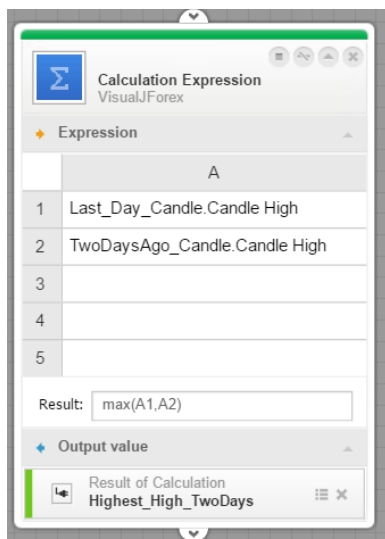 Σ
Calculation Expression
VisualJForex
Expression
A
1 Last_Day_Candle.Candle High
2 TwoDaysAgo_Candle.Candle High
3
4
5
Result: max(A1,A2)
Output value
Result of Calculation
Highest_High_TwoDays